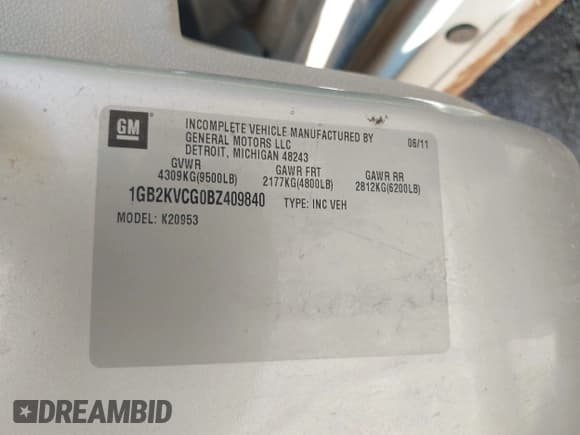 GM ®
INCOMPLETE VEHICLE MANUFACTURED BY
GENERAL MOTORS LLC
DETROIT, MICHIGAN 48243
06/11
GVWR GAWR FRT GAWR RR
4309KG(9500LB) 2177KG(4800LB) 2812KG(6200LB)
1GB2KVCG0BZ409840 TYPE: INC VEH
MODEL: K20953
DREAMBID